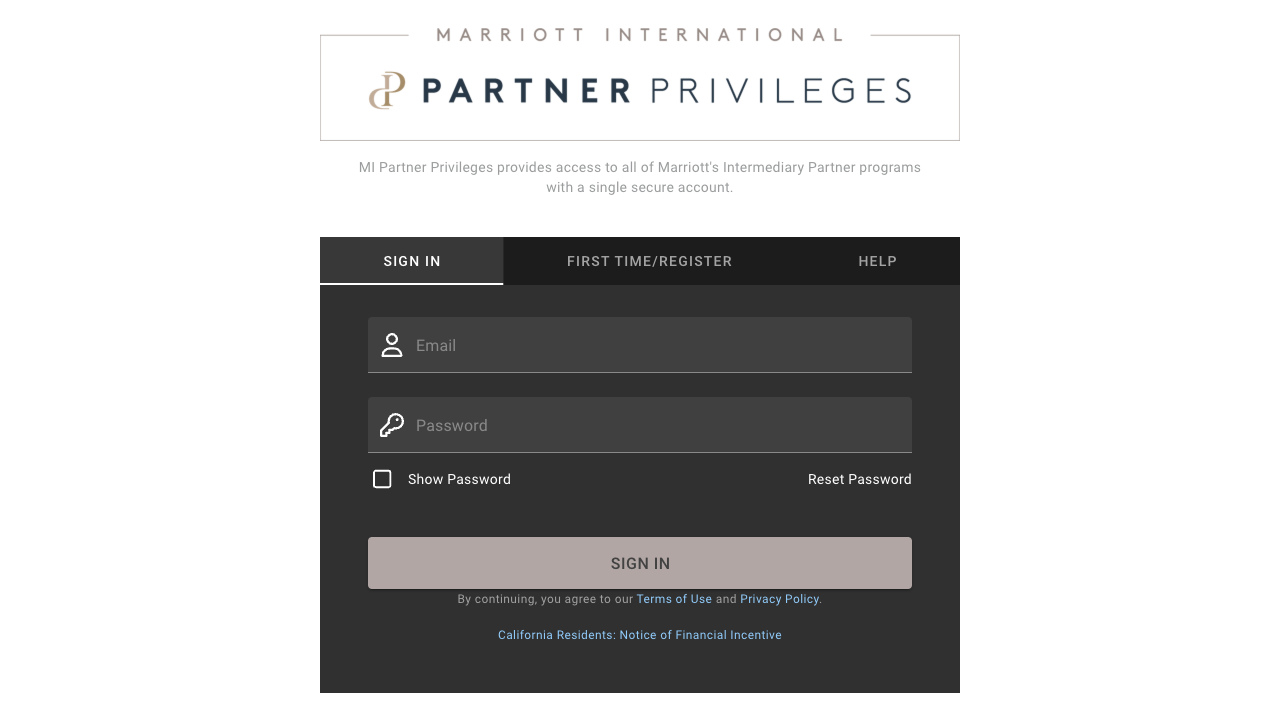 MARRIOTT INTERNATIONAL
PARTNER PRIVILEGES
MI Partner Privileges provides access to all of Marriott's Intermediary Partner programs
with a single secure account.
SIGN IN FIRST TIME/REGISTER HELP
Email
Password
Show Password Reset Password
SIGN IN
By continuing, you agree to our Terms of Use and Privacy Policy.
California Residents: Notice of Financial Incentive